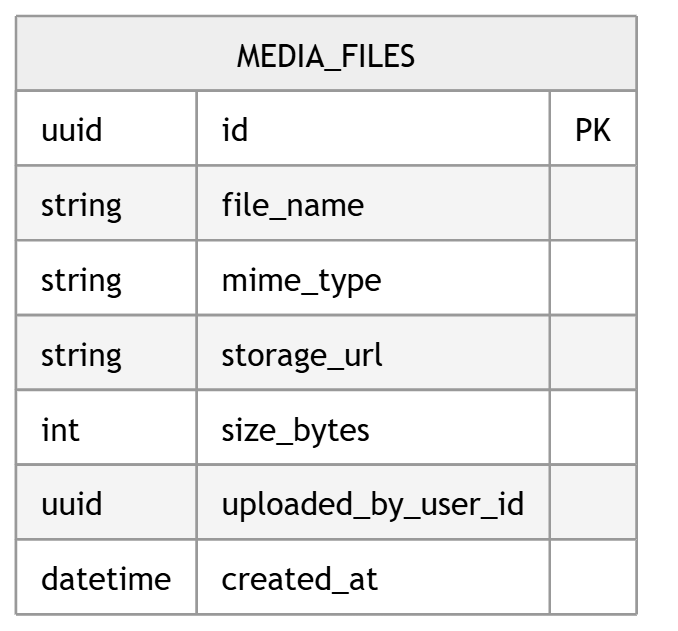 MEDIA_FILES
uuid id PK
string file_name
string mime_type
string storage_url
int size_bytes
uuid uploaded_by_user_id
datetime created_at